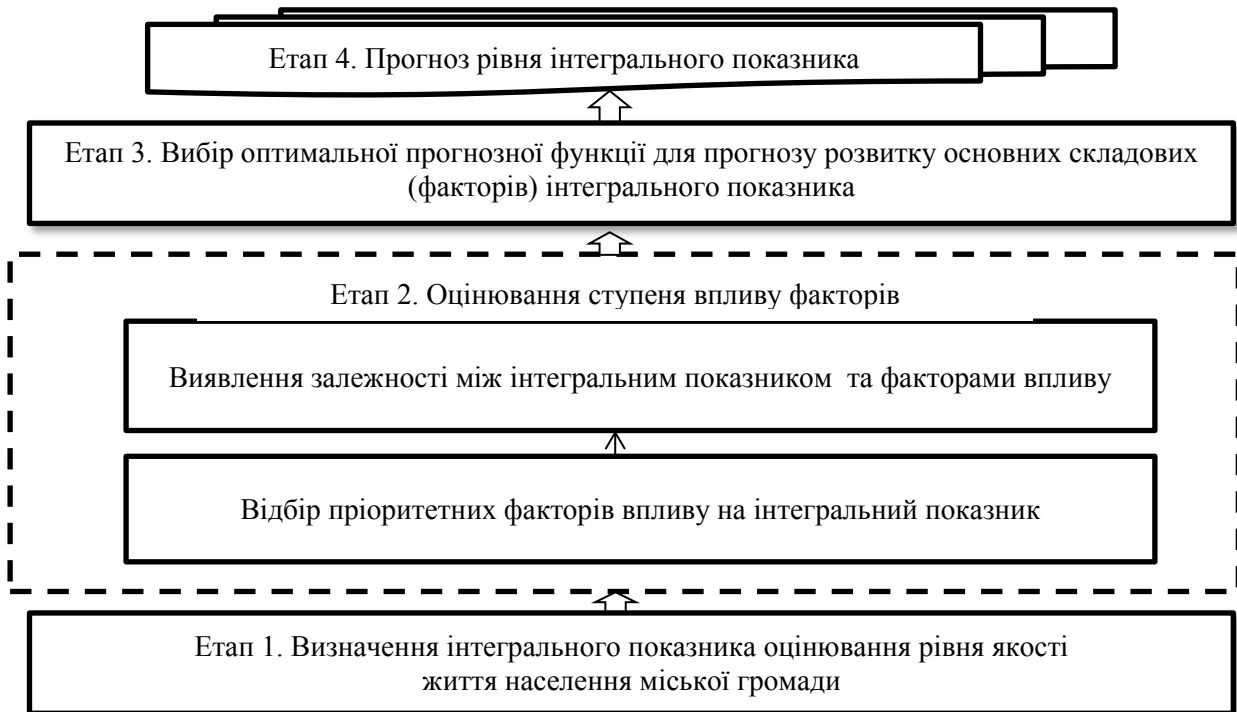 Етап 4. Прогноз рівня інтегрального показника
Етап 3. Вибір оптимальної прогнозної функції для прогнозу розвитку основних складових
(факторів) інтегрального показника
Етап 2. Оцінювання ступеня впливу факторів
Виявлення залежності між інтегральним показником та факторами впливу
Відбір пріоритетних факторів впливу на інтегральний показник
Етап 1. Визначення інтегрального показника оцінювання рівня якості
життя населення міської громади